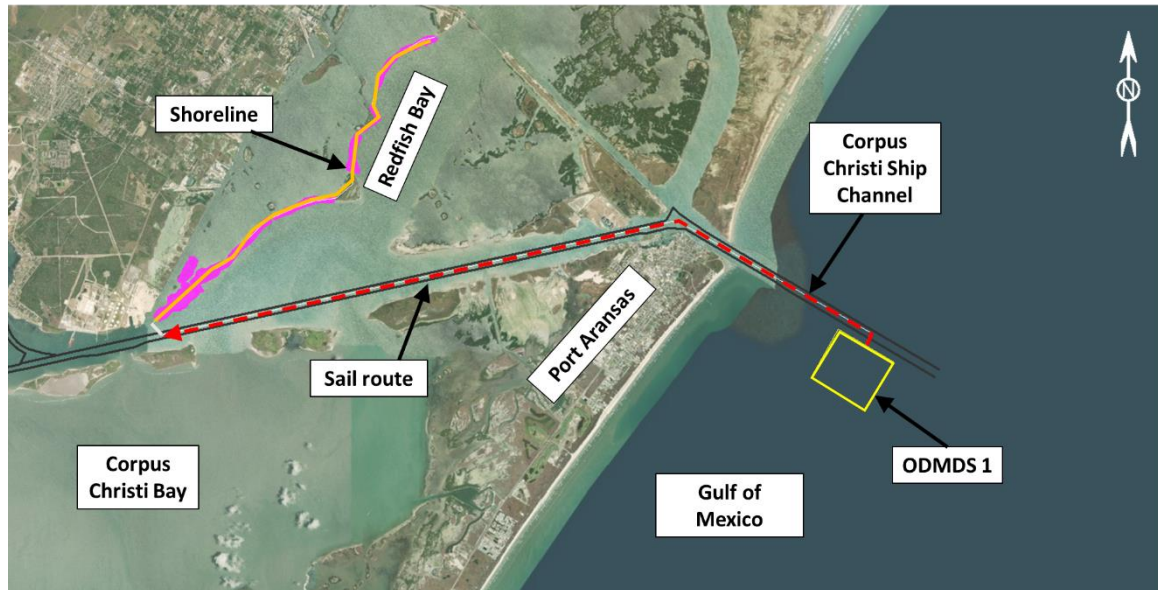 Shoreline
Redfish Bay
Corpus
Christi Ship
Channel
N
Port Aransas
Sail route
ODMDS 1
Corpus
Christi Bay
Gulf of
Mexico